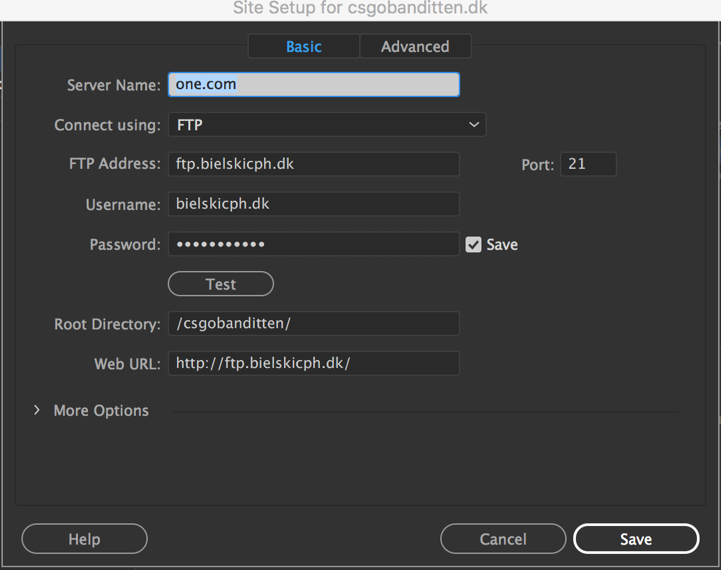 Site Setup for csgobanditten.dk
Basic Advanced
Server Name: one.com
Connect using: FTP
FTP Address: ftp.bielskicph.dk Port: 21
Username: bielskicph.dk
Password: ●●●●●●●●●●● Save
Test
Root Directory: /csgobanditten/
Web URL: http://ftp.bielskicph.dk/
More Options
Help Cancel Save